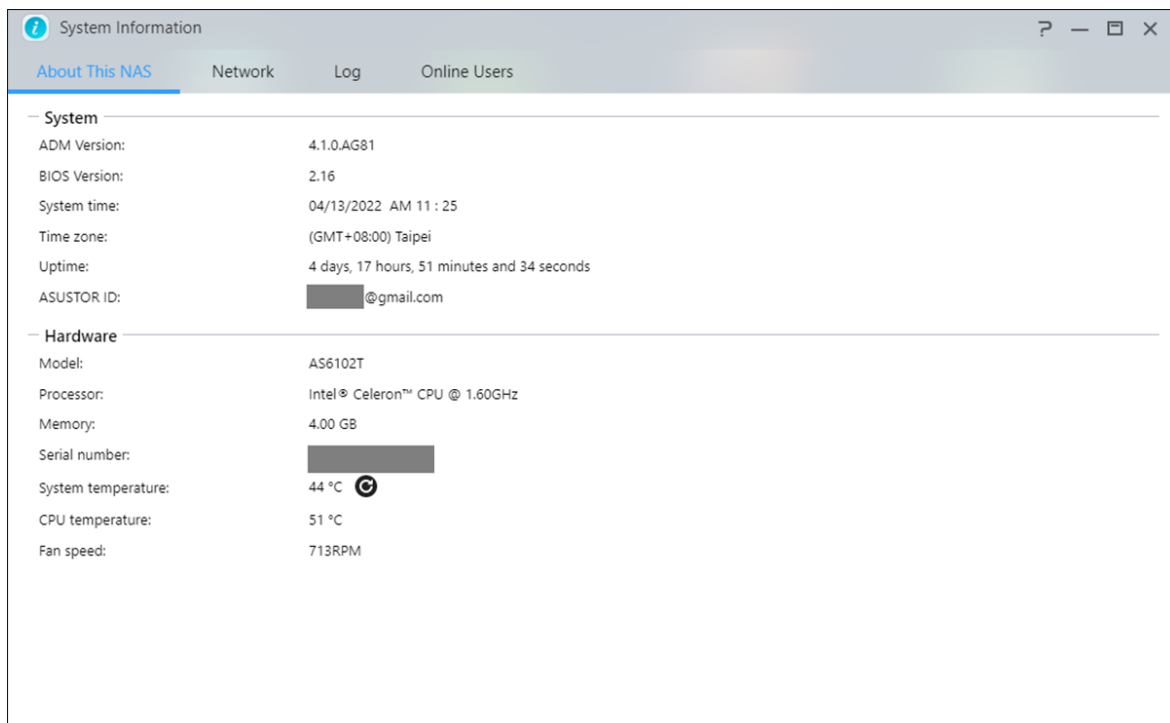 System Information
About This NAS Network Log Online Users
System
ADM Version: 4.1.0.AG81
BIOS Version: 2.16
System time: 04/13/2022 AM 11 : 25
Time zone: (GMT+08:00) Taipei
Uptime: 4 days, 17 hours, 51 minutes and 34 seconds
ASUSTOR ID: @gmail.com
Hardware
Model: AS6102T
Processor: Intel® Celeron™ CPU @ 1.60GHz
Memory: 4.00 GB
Serial number:
System temperature: 44 °C
CPU temperature: 51 °C
Fan speed: 713RPM